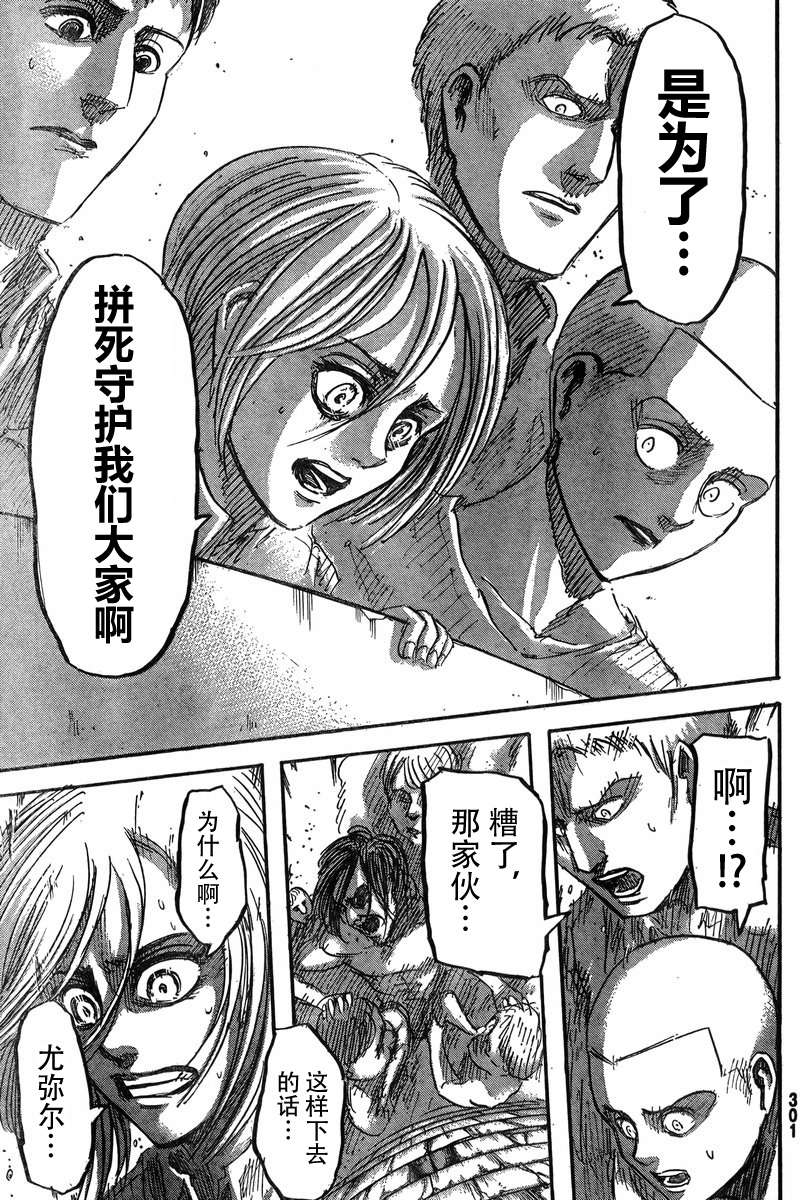 是为了…
拼死守护我们大家啊
啊…!?
糟了,
那家伙…
这样下去
的话…
为什么啊…
尤弥尔…
301